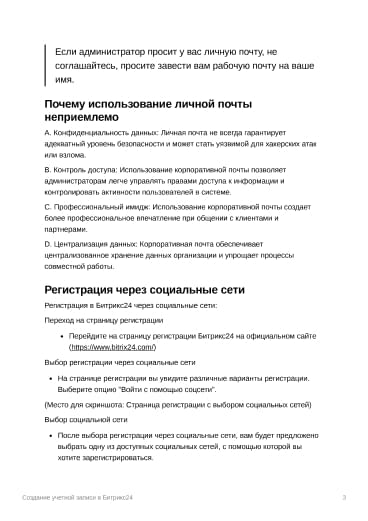 Если администратор просит у вас личную почту, не
соглашайтесь, просите завести вам рабочую почту на ваше
имя.
Почему использование личной почты
неприемлемо
A. Конфиденциальность данных: Личная почта не всегда гарантирует
адекватный уровень безопасности и может стать уязвимой для хакерских атак
или взлома.
B. Контроль доступа: Использование корпоративной почты позволяет
администраторам легче управлять правами доступа к информации и
контролировать активности пользователей в системе.
C. Профессиональный имидж: Использование корпоративной почты создает
более профессиональное впечатление при общении с клиентами и
партнерами.
D. Централизация данных: Корпоративная почта обеспечивает
централизованное хранение данных организации и упрощает процессы
совместной работы.
Регистрация через социальные сети
Регистрация в Битрикс24 через социальные сети:
Переход на страницу регистрации
• Перейдите на страницу регистрации Битрикс24 на официальном сайте
(https://www.bitrix24.com/)
Выбор регистрации через социальные сети
• На странице регистрации вы увидите различные варианты регистрации.
Выберите опцию "Войти с помощью соцсети".
(Место для скриншота: Страница регистрации с выбором социальных сетей)
Выбор социальной сети
• После выбора регистрации через социальные сети, вам будет предложено
выбрать одну из доступных социальных сетей, с помощью которой вы
хотите зарегистрироваться.
Создание учетной записи в Битрикс24
3